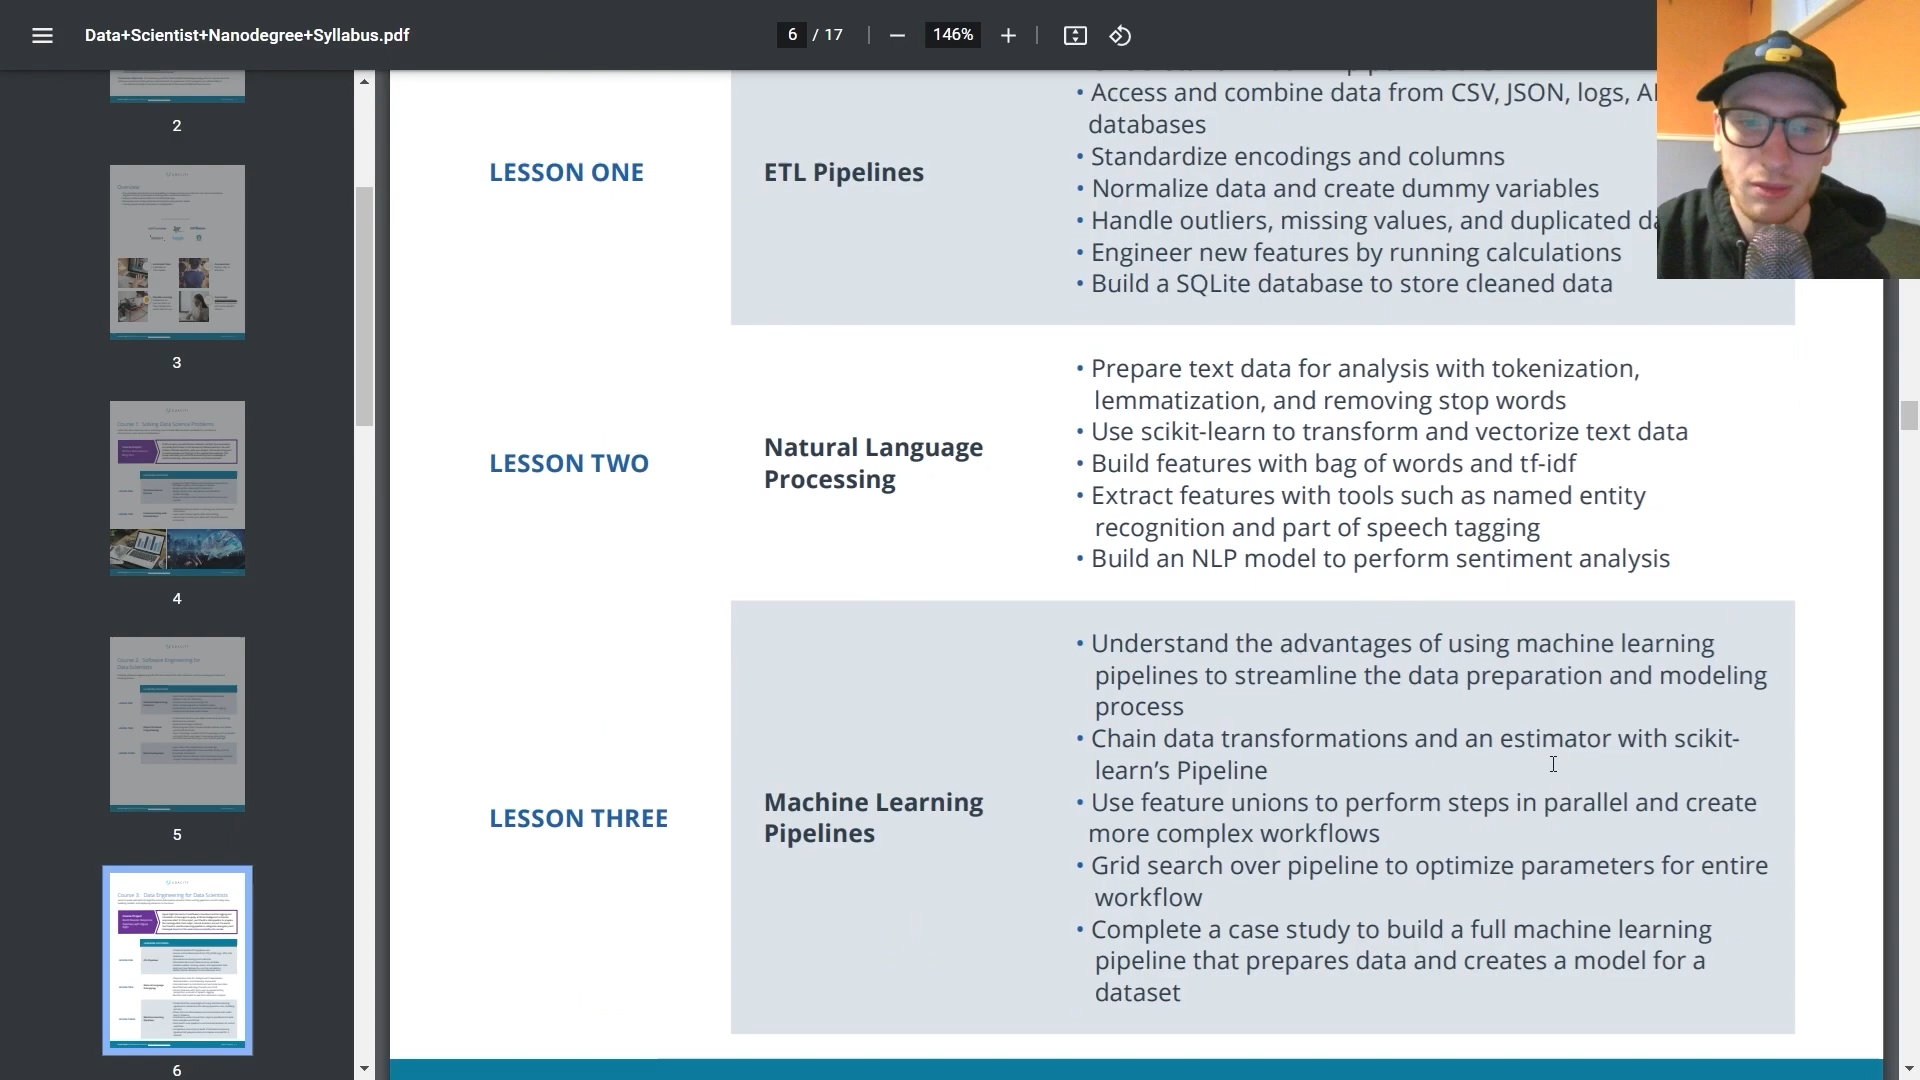 Data+Scientist+Nanodegree+Syllabus.pdf
6 / 17
146%
2
3
4
5
6
• Access and combine data from CSV, JSON, logs,
databases
• Standardize encodings and columns
• Normalize data and create dummy variables
• Handle outliers, missing values, and duplicated
• Engineer new features by running calculations
• Build a SQLite database to store cleaned data
LESSON ONE
ETL Pipelines
• Prepare text data for analysis with tokenization,
lemmatization, and removing stop words
• Use scikit-learn to transform and vectorize text data
• Build features with bag of words and tf-idf
• Extract features with tools such as named entity
recognition and part of speech tagging
• Build an NLP model to perform sentiment analysis
LESSON TWO
Natural Language
Processing
• Understand the advantages of using machine learning
pipelines to streamline the data preparation and modeling
process
• Chain data transformations and an estimator with scikit-
learn’s Pipeline
• Use feature unions to perform steps in parallel and create
more complex workflows
• Grid search over pipeline to optimize parameters for entire
workflow
• Complete a case study to build a full machine learning
pipeline that prepares data and creates a model for a
dataset
LESSON THREE
Machine Learning
Pipelines